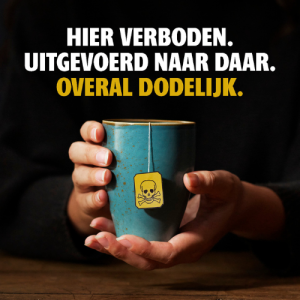 HIER VERBODEN.
UITGEVOERD NAAR DAAR.
OVERAL DODELIJK.